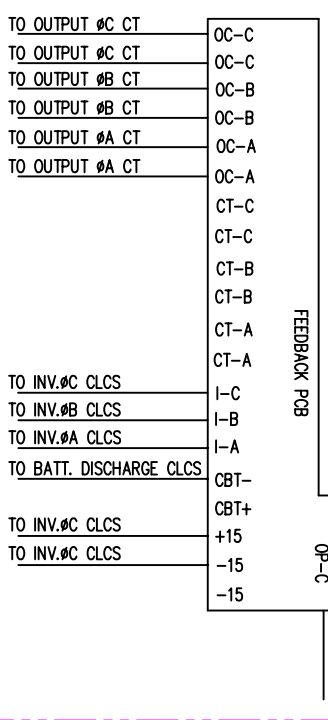 TO OUTPUT øC CT
TO OUTPUT øC CT
TO OUTPUT øB CT
TO OUTPUT øB CT
TO OUTPUT øA CT
TO OUTPUT øA CT
OC-C
OC-C
OC-B
OC-B
OC-A
OC-A
CT-C
CT-C
CT-B
CT-B
CT-A
CT-A
TO INV.øC CLCS
TO INV.øB CLCS
TO INV.øA CLCS
TO BATT. DISCHARGE CLCS
TO INV.øC CLCS
TO INV.øC CLCS
I-C
I-B
I-A
CBT-
CBT+
+15
-15
-15
FEEDBACK PCB
OP-C